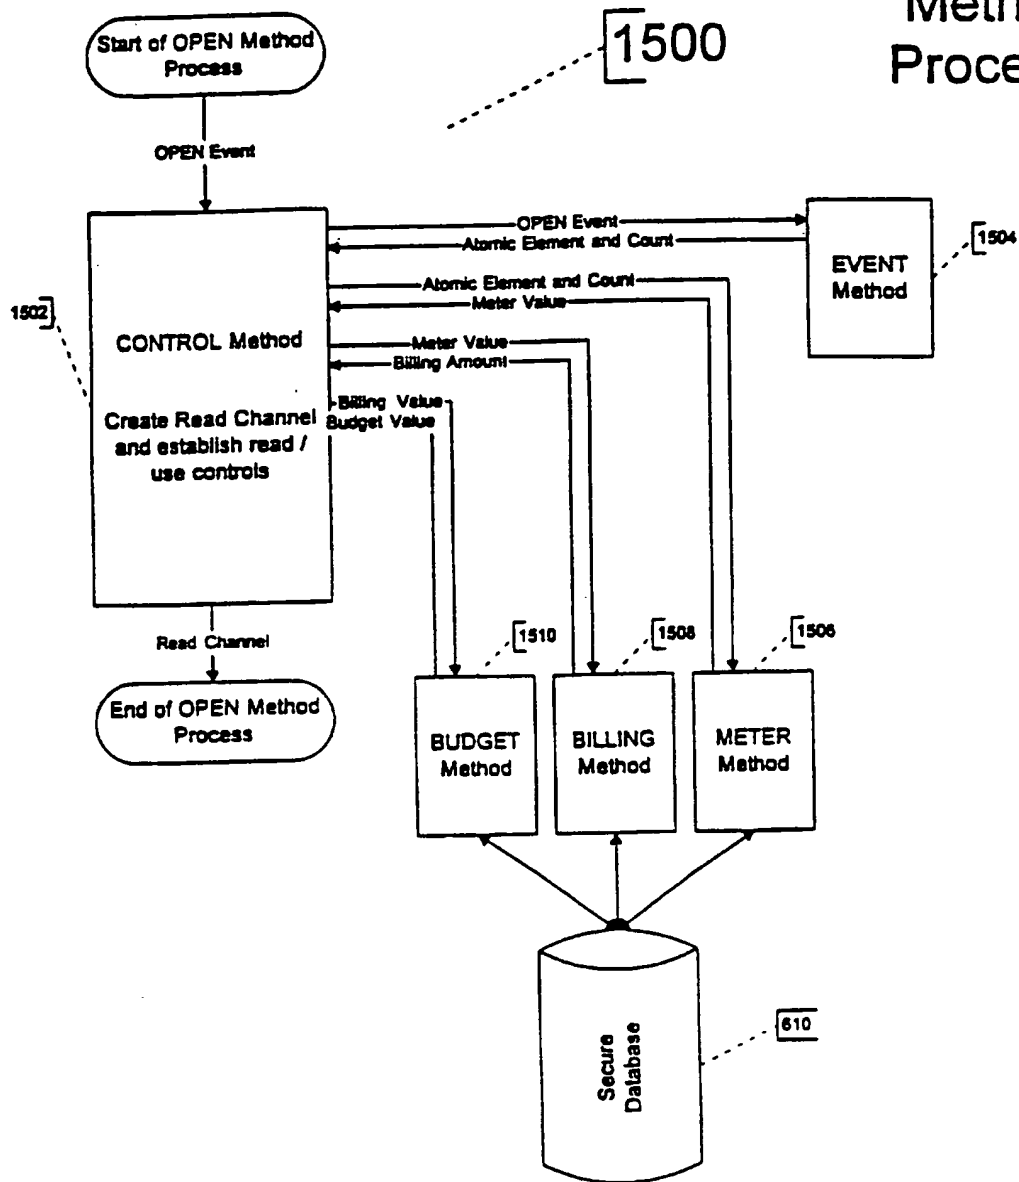 Start of OPEN Method
Process
1500
OPEN Event
OPEN Event
Atomic Element and Count
EVENT
Method
1504
Atomic Element and Count
Meter Value
1502
CONTROL Method
Meter Value
Billing Amount
Create Read Channel
and establish read /
use controls
Billing Value
Budget Value
Read Channel
1510
1508
1506
End of OPEN Method
Process
BUDGET
Method
BILLING
Method
METER
Method
Secure
Database
610